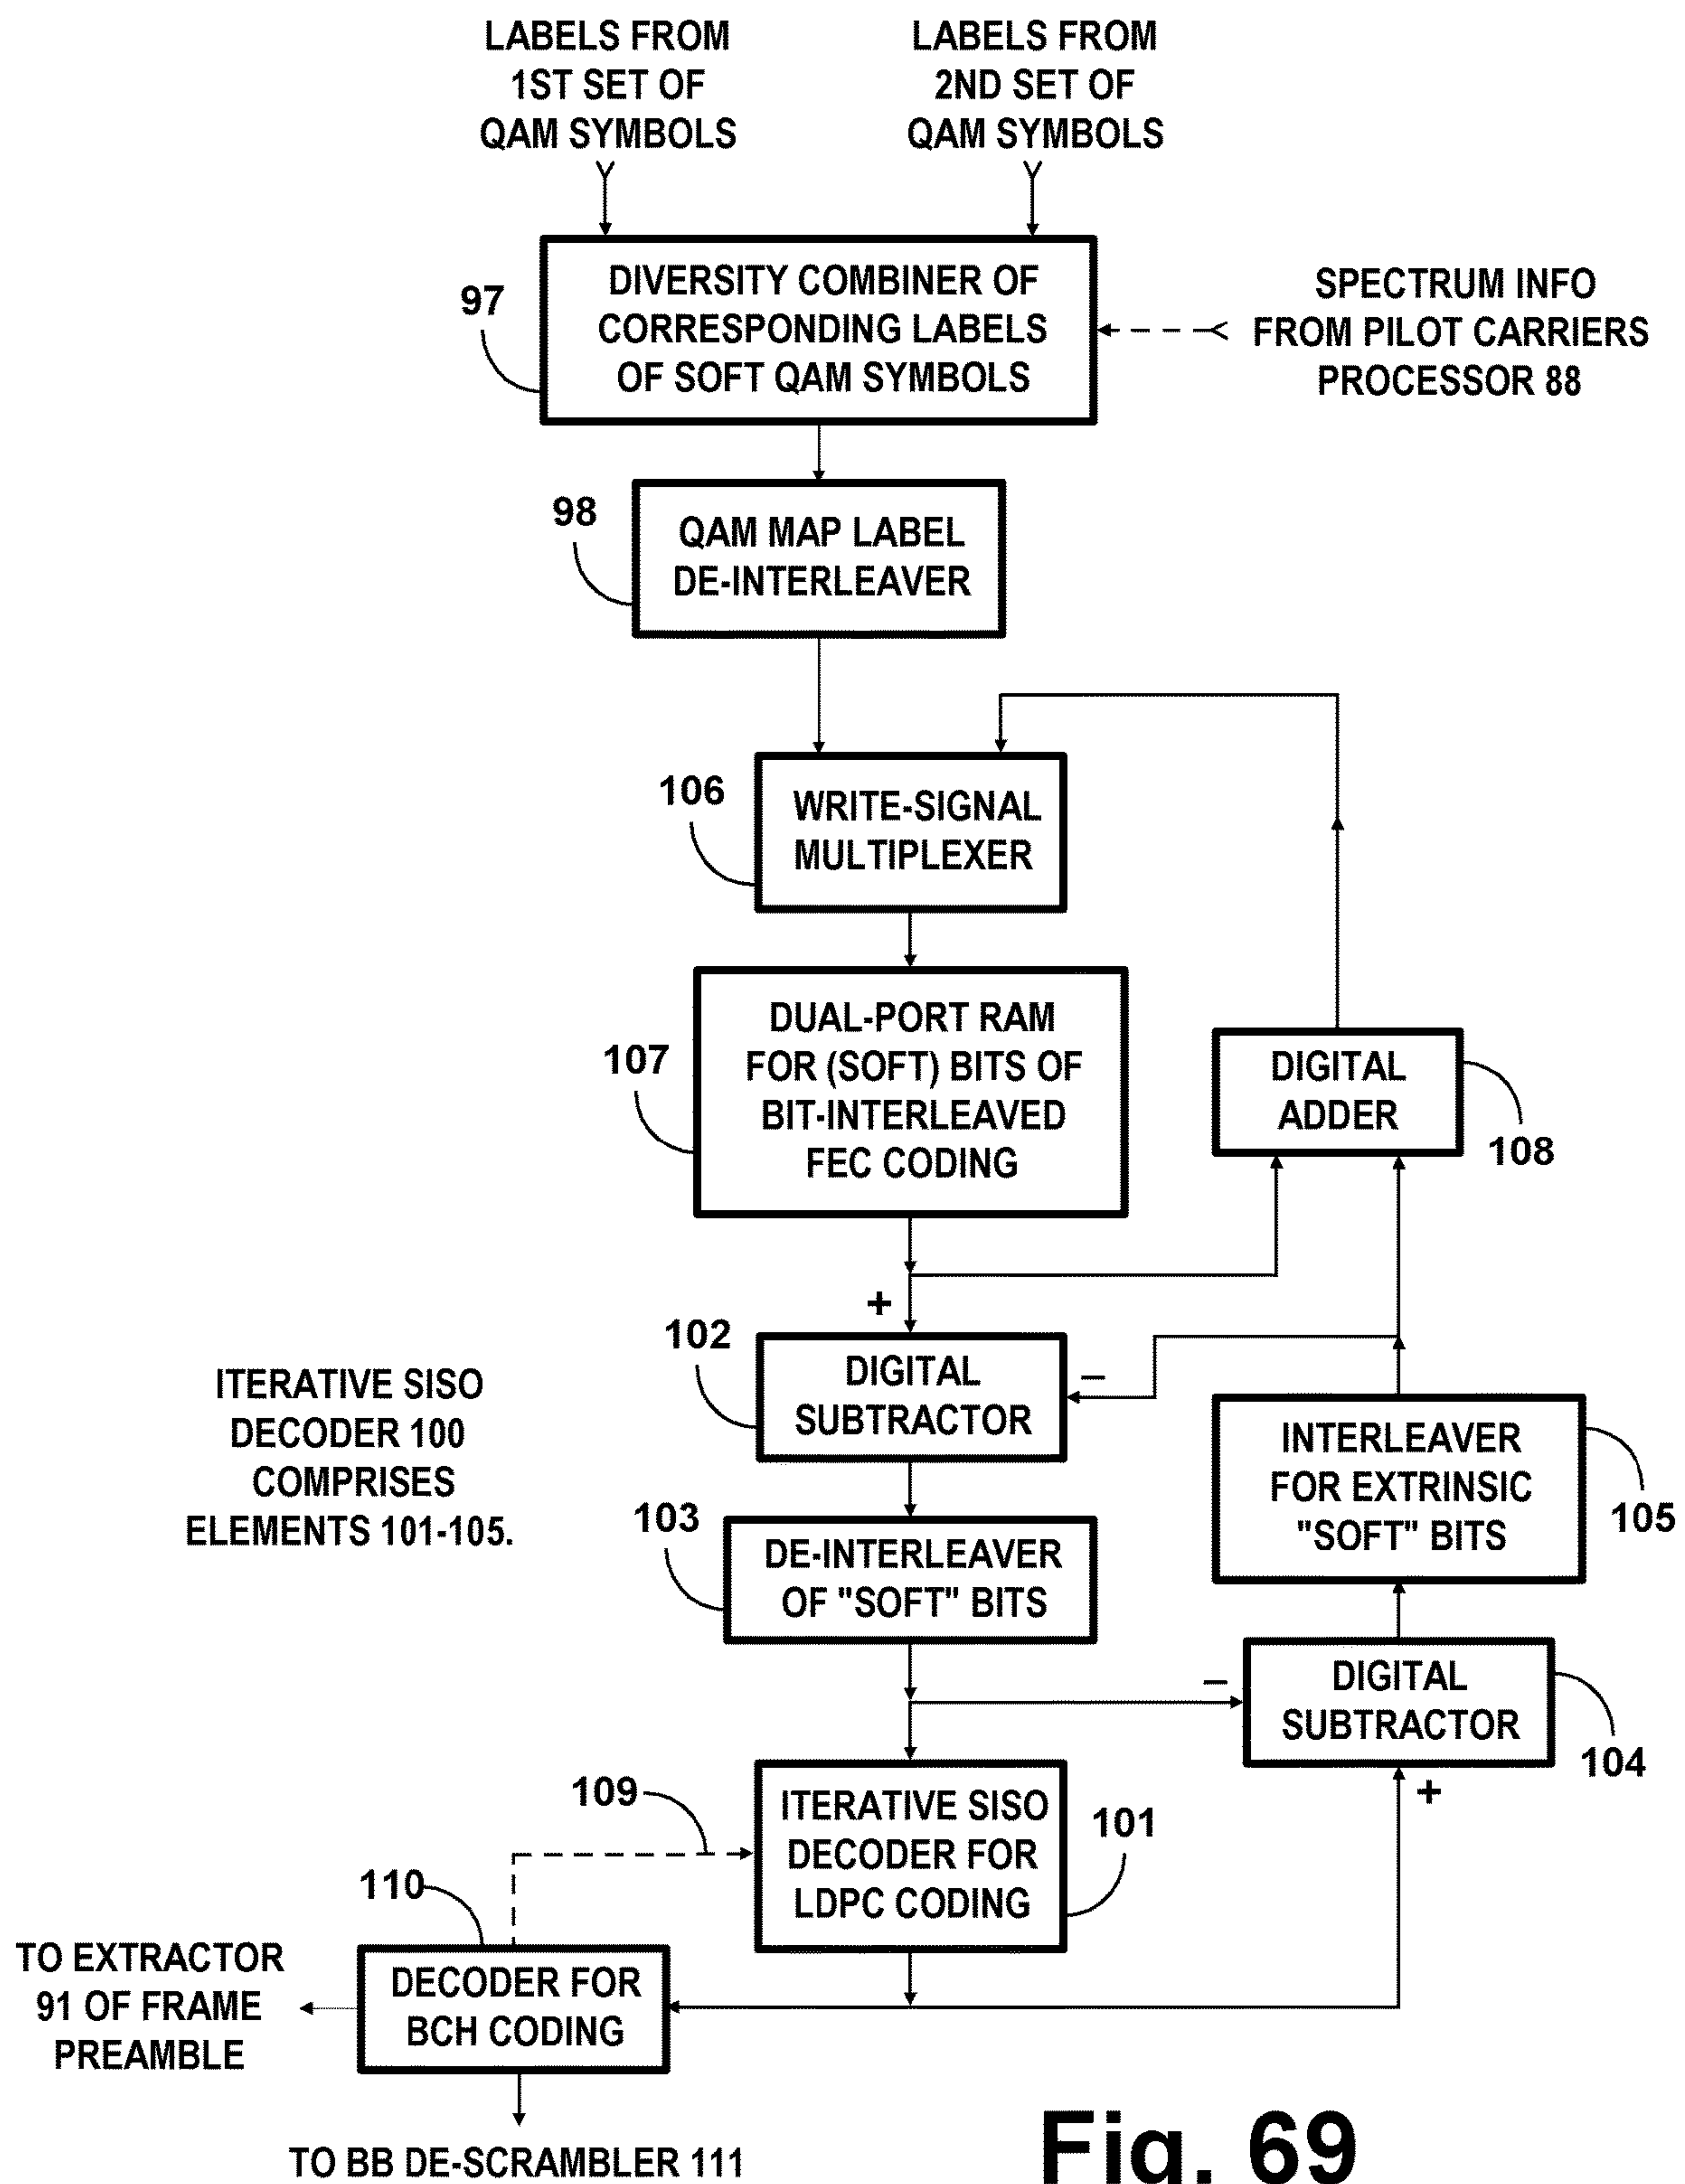 LABELS FROM
1ST SET OF
QAM SYMBOLS
LABELS FROM
2ND SET OF
QAM SYMBOLS
97
DIVERSITY COMBINER OF
CORRESPONDING LABELS
OF SOFT QAM SYMBOLS
SPECTRUM INFO
FROM PILOT CARRIERS
PROCESSOR 88
98
QAM MAP LABEL
DE-INTERLEAVER
106
WRITE-SIGNAL
MULTIPLEXER
107
DUAL-PORT RAM
FOR (SOFT) BITS OF
BIT-INTERLEAVED
FEC CODING
DIGITAL
ADDER
108
+
102
DIGITAL
SUBTRACTOR
–
ITERATIVE SISO
DECODER 100
COMPRISES
ELEMENTS 101-105.
INTERLEAVER
FOR EXTRINSIC
"SOFT" BITS
105
103
DE-INTERLEAVER
OF "SOFT" BITS
–
DIGITAL
SUBTRACTOR
104
+
109
ITERATIVE SISO
DECODER FOR
LDPC CODING
101
110
DECODER FOR
BCH CODING
TO EXTRACTOR
91 OF FRAME
PREAMBLE
TO BB DE-SCRAMBLER 111
Fig. 69